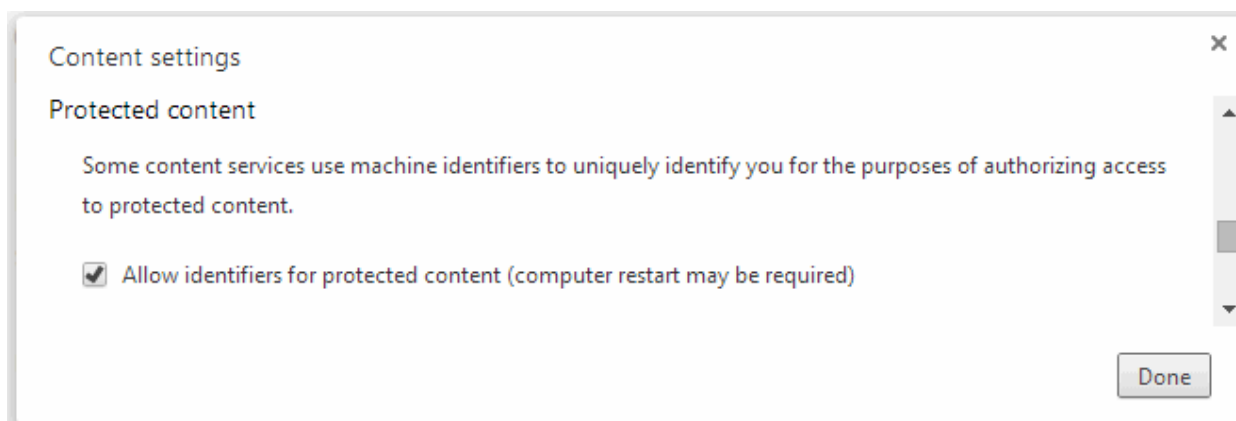 Content settings
Protected content
Some content services use machine identifiers to uniquely identify you for the purposes of authorizing access
to protected content.
Allow identifiers for protected content (computer restart may be required)
Done